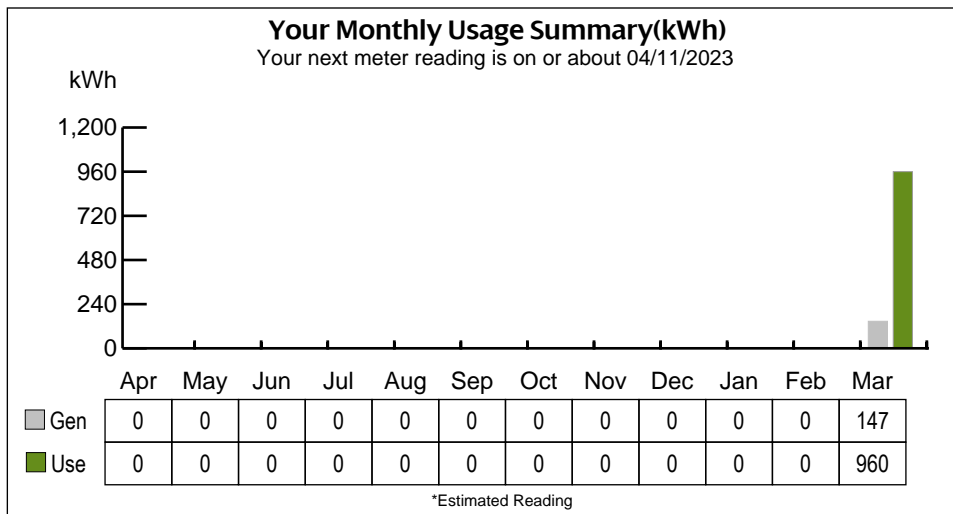 Your Monthly Usage Summary(kWh)
Your next meter reading is on or about 04/11/2023
kWh
1,200
960
720
480
240
0
Apr May Jun Jul Aug Sep Oct Nov Dec Jan Feb Mar
Gen 0 0 0 0 0 0 0 0 0 0 0 147
Use 0 0 0 0 0 0 0 0 0 0 0 960
*Estimated Reading